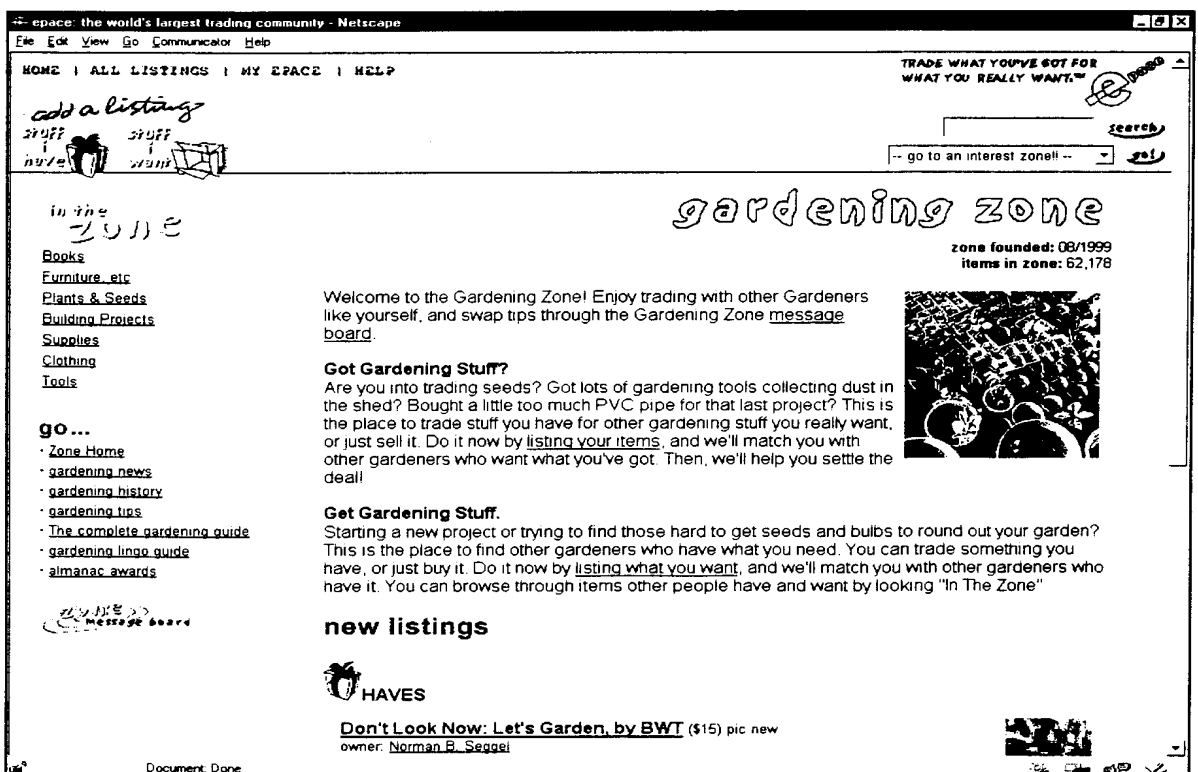 epace: the world's largest trading community - Netscape
File Edit View Go Communicator Help
HOME | ALL LISTINGS | MY EPACE | HELP
TRADE WHAT YOU'VE GOT FOR
WHAT YOU REALLY WANT.™
epace
add a listing
stuff i have
stuff i want
search
-- go to an interest zone!! --
go!
in the zone
Books
Furniture, etc
Plants & Seeds
Building Projects
Supplies
Clothing
Tools
go...
· Zone Home
· gardening news
· gardening history
· gardening tips
· The complete gardening guide
· gardening lingo guide
· almanac awards
zone
message board
gardening zone
zone founded: 08/1999
items in zone: 62,178
Welcome to the Gardening Zone! Enjoy trading with other Gardeners
like yourself, and swap tips through the Gardening Zone message
board.
Got Gardening Stuff?
Are you into trading seeds? Got lots of gardening tools collecting dust in
the shed? Bought a little too much PVC pipe for that last project? This is
the place to trade stuff you have for other gardening stuff you really want,
or just sell it. Do it now by listing your items, and we'll match you with
other gardeners who want what you've got. Then, we'll help you settle the
deal!
Get Gardening Stuff.
Starting a new project or trying to find those hard to get seeds and bulbs to round out your garden?
This is the place to find other gardeners who have what you need. You can trade something you
have, or just buy it. Do it now by listing what you want, and we'll match you with other gardeners who
have it. You can browse through items other people have and want by looking "In The Zone"
new listings
HAVES
Don't Look Now: Let's Garden, by BWT ($15) pic new
owner: Norman B. Seggel
Document: Done